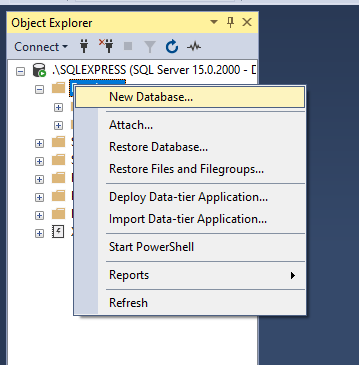 Object Explorer
Connect
.\SQLEXPRESS (SQL Server 15.0.2000 - D
New Database...
Attach...
Restore Database...
Restore Files and Filegroups...
Deploy Data-tier Application...
Import Data-tier Application...
Start PowerShell
Reports
Refresh